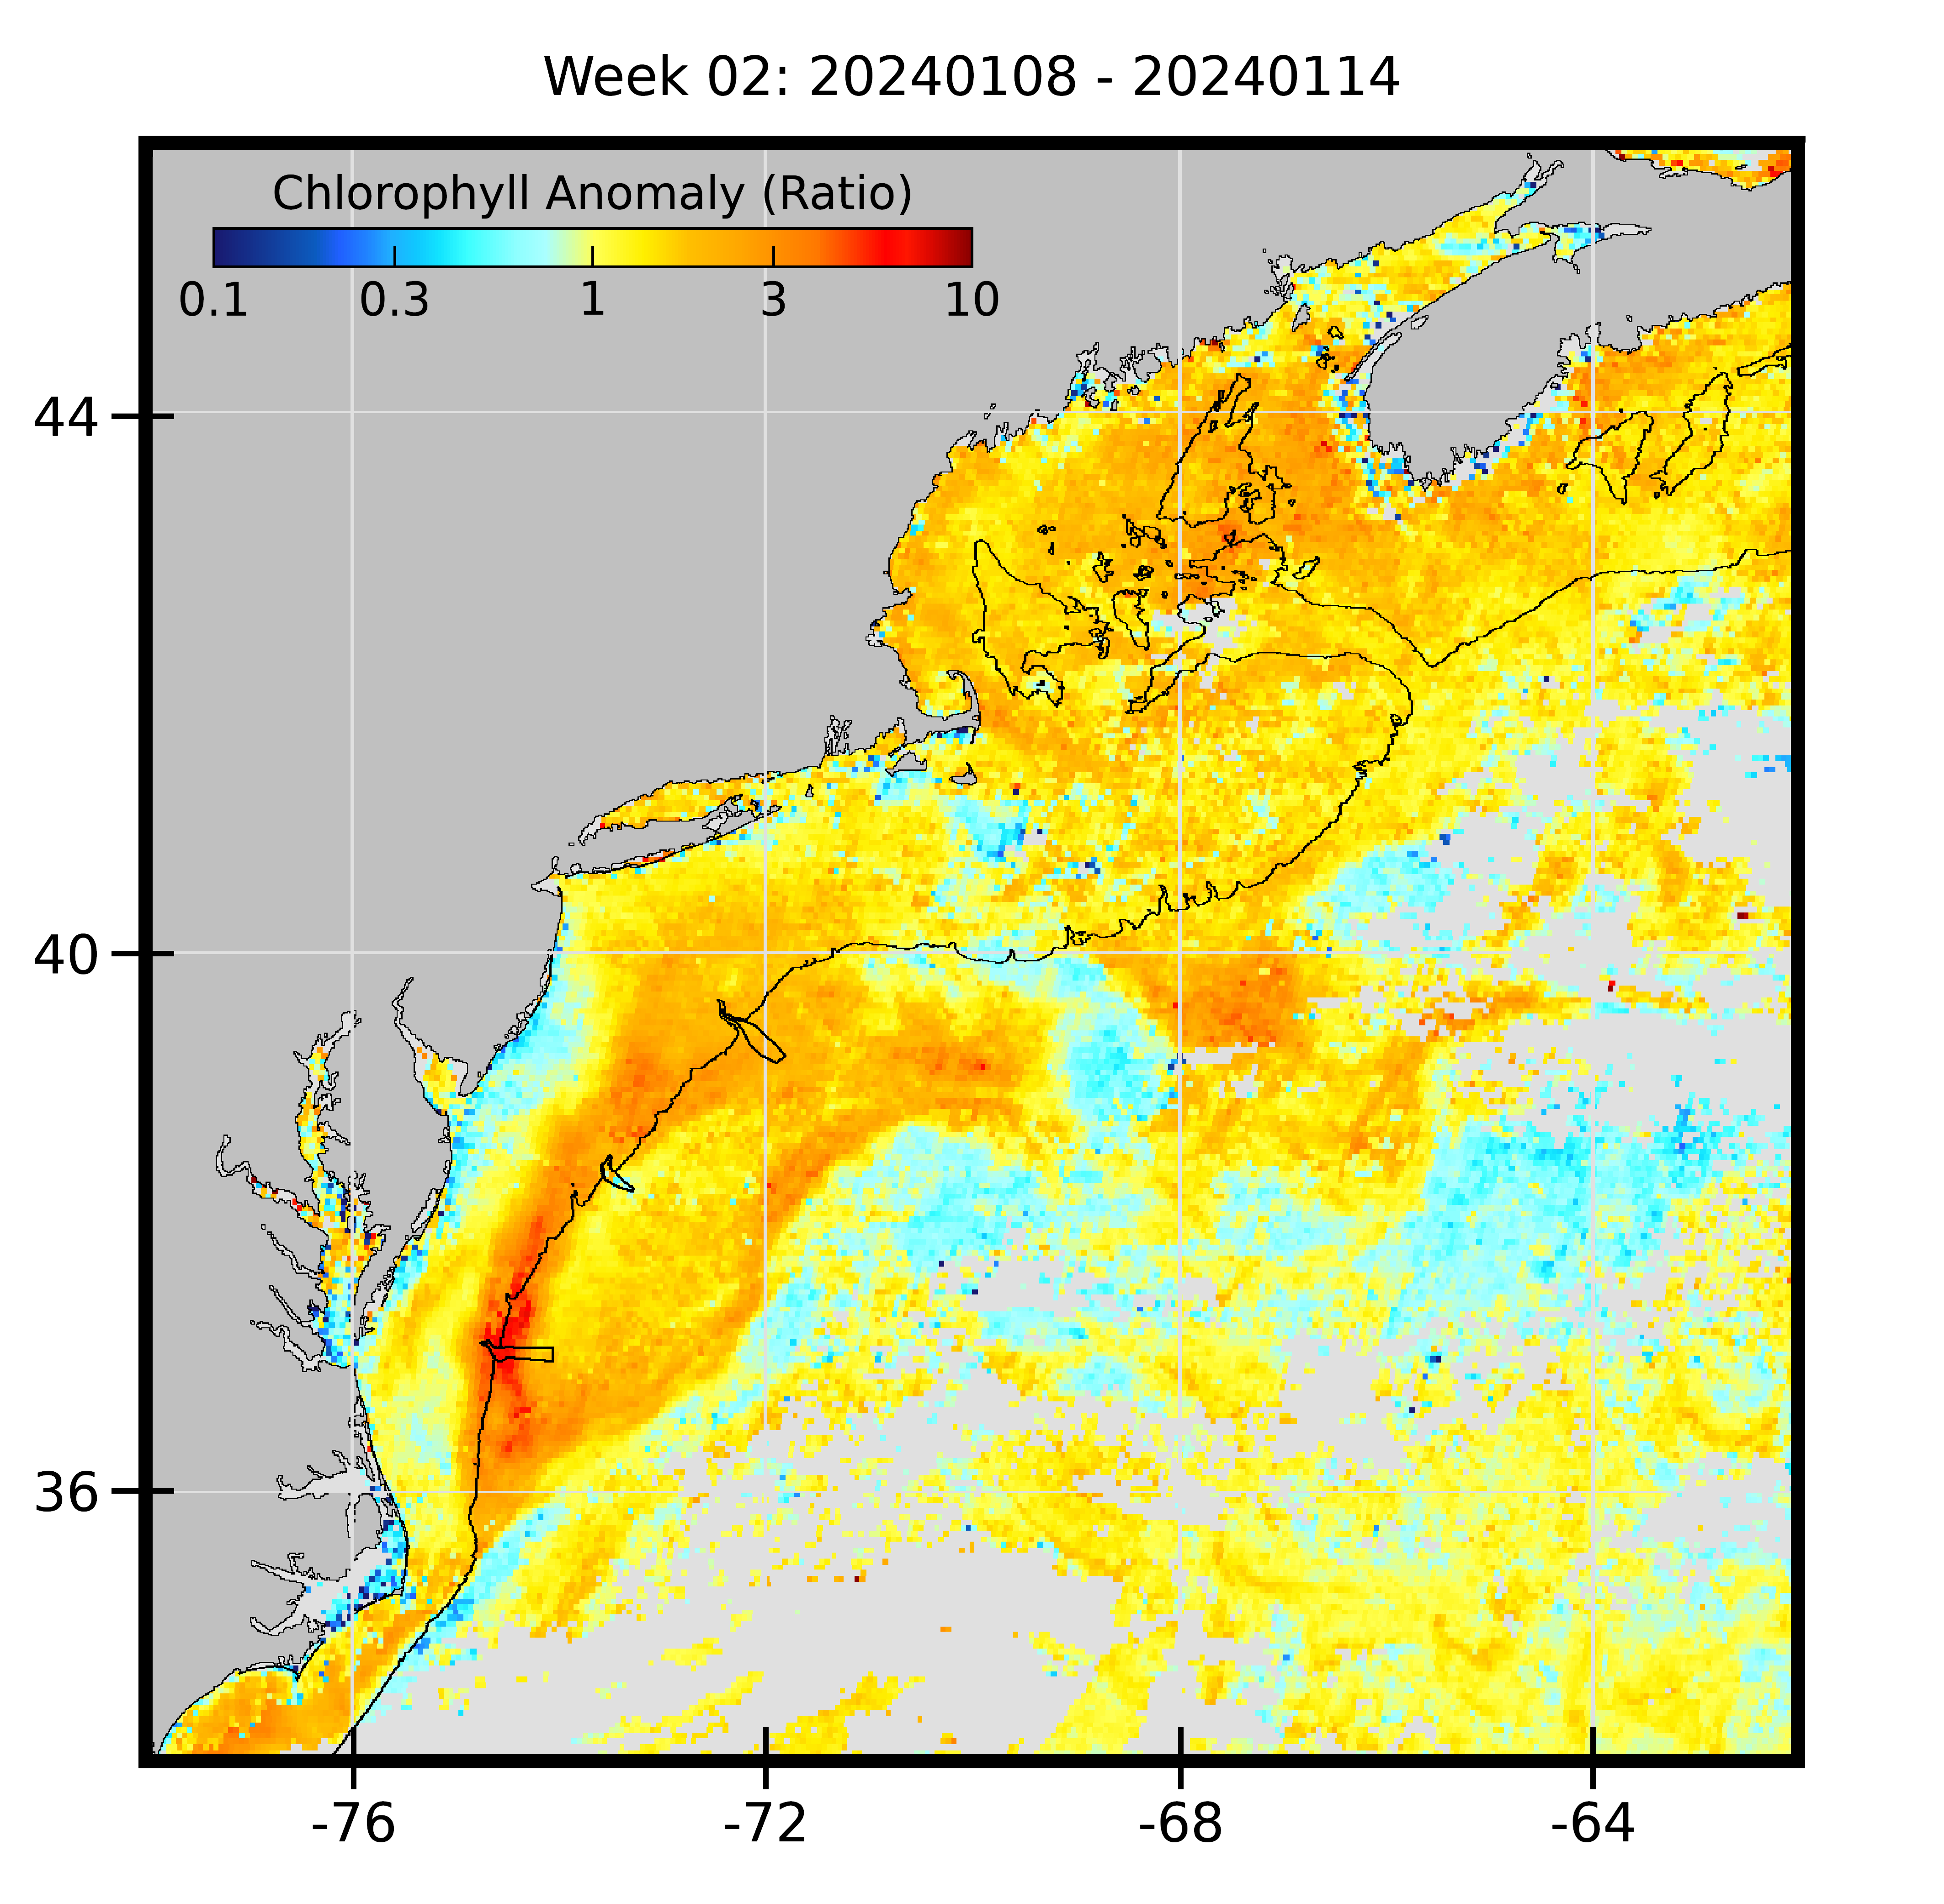 Week 02: 20240108 - 20240114
Chlorophyll Anomaly (Ratio)
0.1 0.3 1 3 10
44
40
36
-76 -72 -68 -64